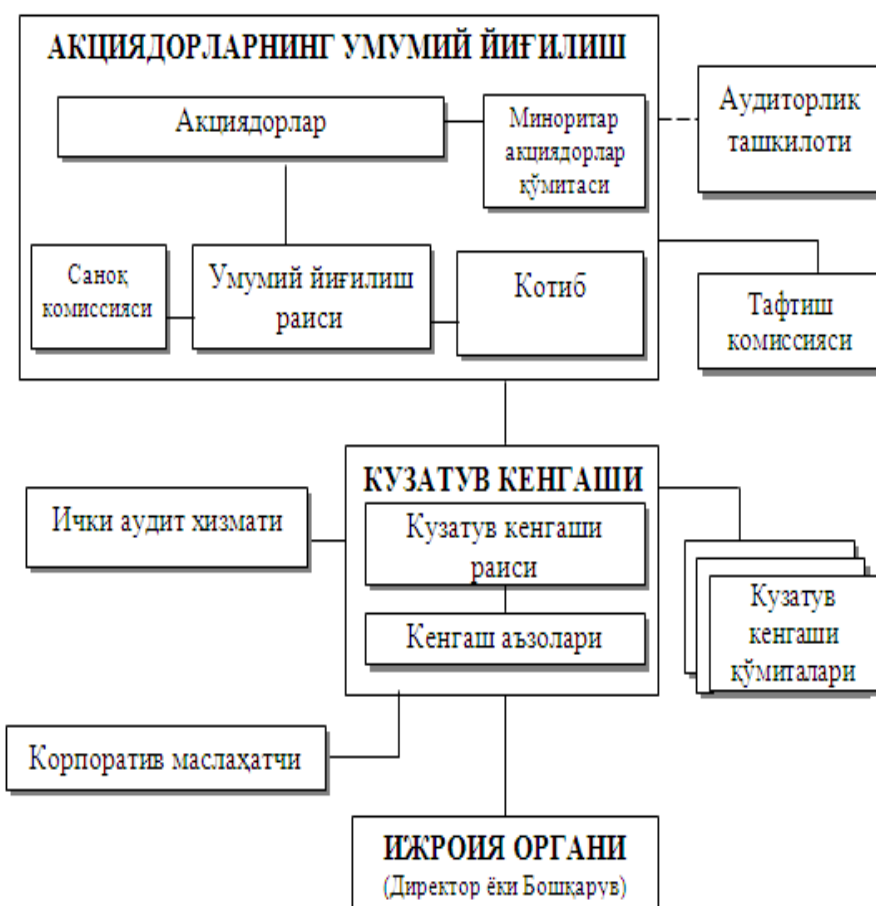 АКЦИЯДОРЛАРНИНГ УМУМИЙ ЙИҒИЛИШ
Акциядорлар
Миноритар
акциядорлар
қўмитаси
Аудиторлик
ташкилоти
Саноқ
комиссияси
Умумий йиғилиш
раиси
Котиб
Тафтиш
комиссияси
КУЗАТУВ КЕНГАШИ
Ички аудит хизмати
Кузатув кенгаши
раиси
Кенгаш аъзолари
Кузатув
кенгаши
қўмиталари
Корпоратив маслаҳатчи
ИЖРОИЯ ОРГАНИ
(Директор ёки Бошқарув)